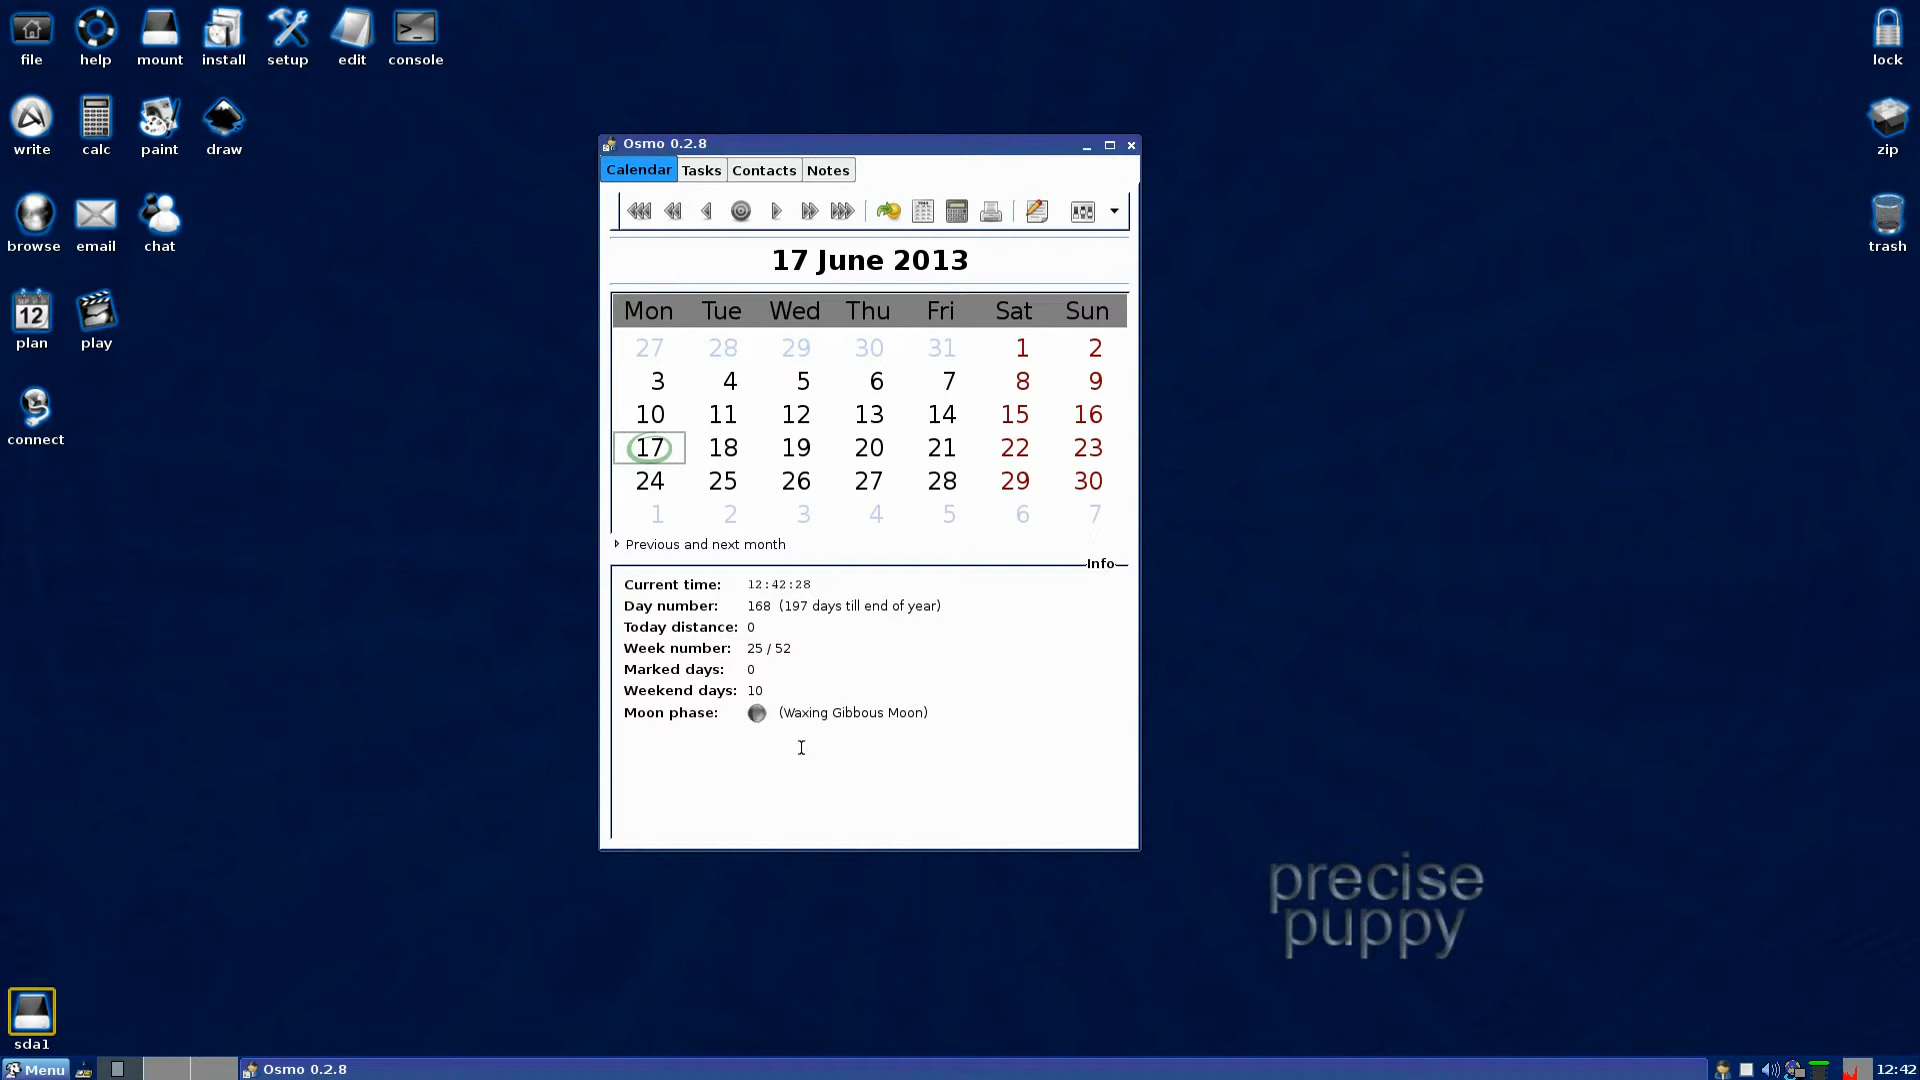 file help mount install setup edit console lock
write calc paint draw zip
browse email chat trash
SEP
12
plan play
connect
Osmo 0.2.8
Calendar Tasks Contacts Notes
17 June 2013
Mon Tue Wed Thu Fri Sat Sun
27 28 29 30 31 1 2
3 4 5 6 7 8 9
10 11 12 13 14 15 16
17 18 19 20 21 22 23
24 25 26 27 28 29 30
1 2 3 4 5 6 7
Previous and next month
Info
Current time: 12:42:28
Day number: 168 (197 days till end of year)
Today distance: 0
Week number: 25 / 52
Marked days: 0
Weekend days: 10
Moon phase: (Waxing Gibbous Moon)
precise
puppy
sda1
Menu Osmo 0.2.8 12:42